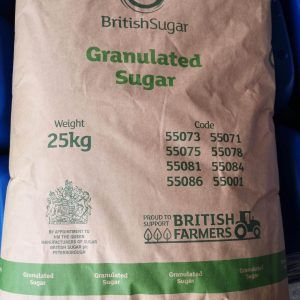 BritishSugar
Granulated
Sugar
Weight
25kg
Code
55073 55071
55075 55078
55081 55084
55086 55001
BY APPOINTMENT TO
HM THE QUEEN
MANUFACTURERS OF SUGAR
BRITISH SUGAR plc
PETERBOROUGH
PROUD TO
SUPPORT
BRITISH
FARMERS
Granulated
Sugar
Granulated
Sugar
Granulated
Sugar
Granulated
Sugar